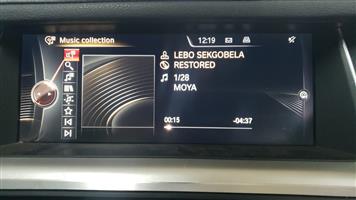 Music collection
12:19
LEBO SEKGOBELA
RESTORED
1/28
MOYA
00:15
-04:37